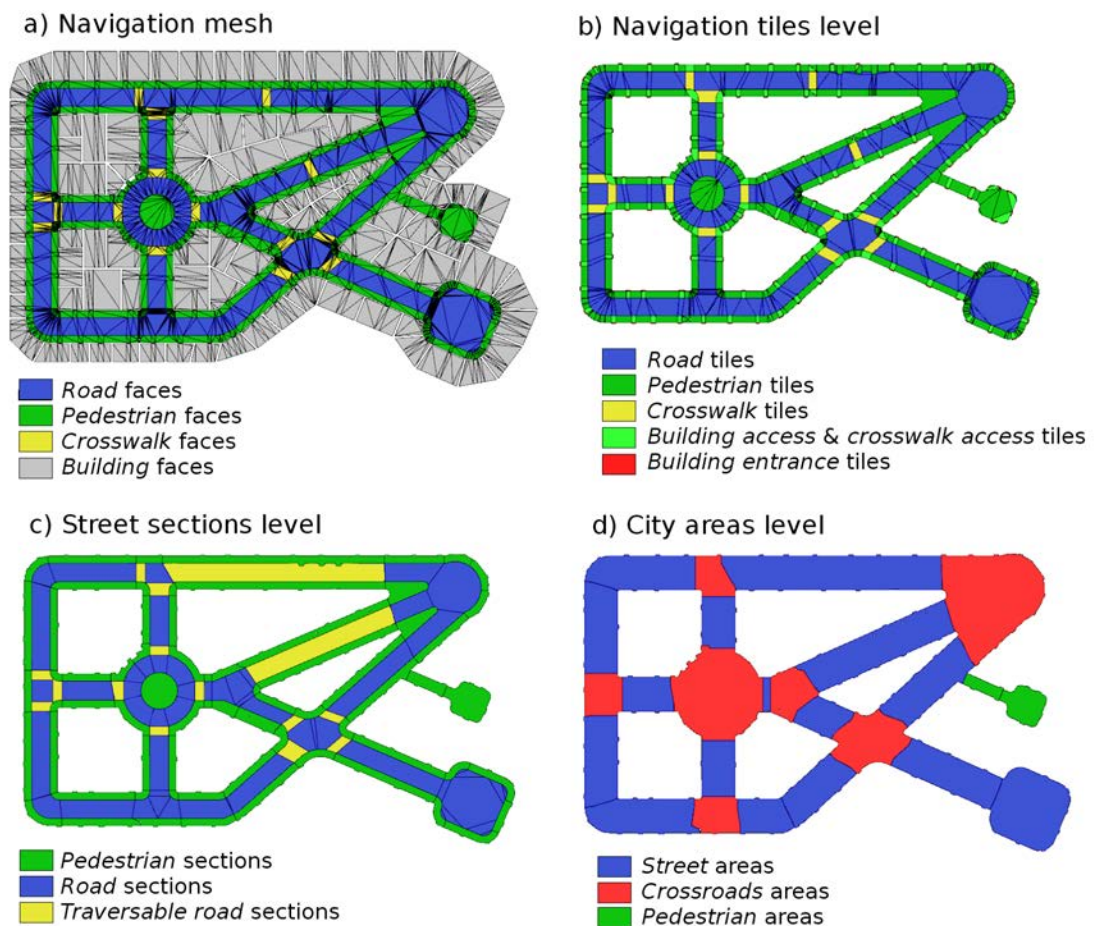 a) Navigation mesh
Road faces
Pedestrian faces
Crosswalk faces
Building faces
b) Navigation tiles level
Road tiles
Pedestrian tiles
Crosswalk tiles
Building access & crosswalk access tiles
Building entrance tiles
c) Street sections level
Pedestrian sections
Road sections
Traversable road sections
d) City areas level
Street areas
Crossroads areas
Pedestrian areas